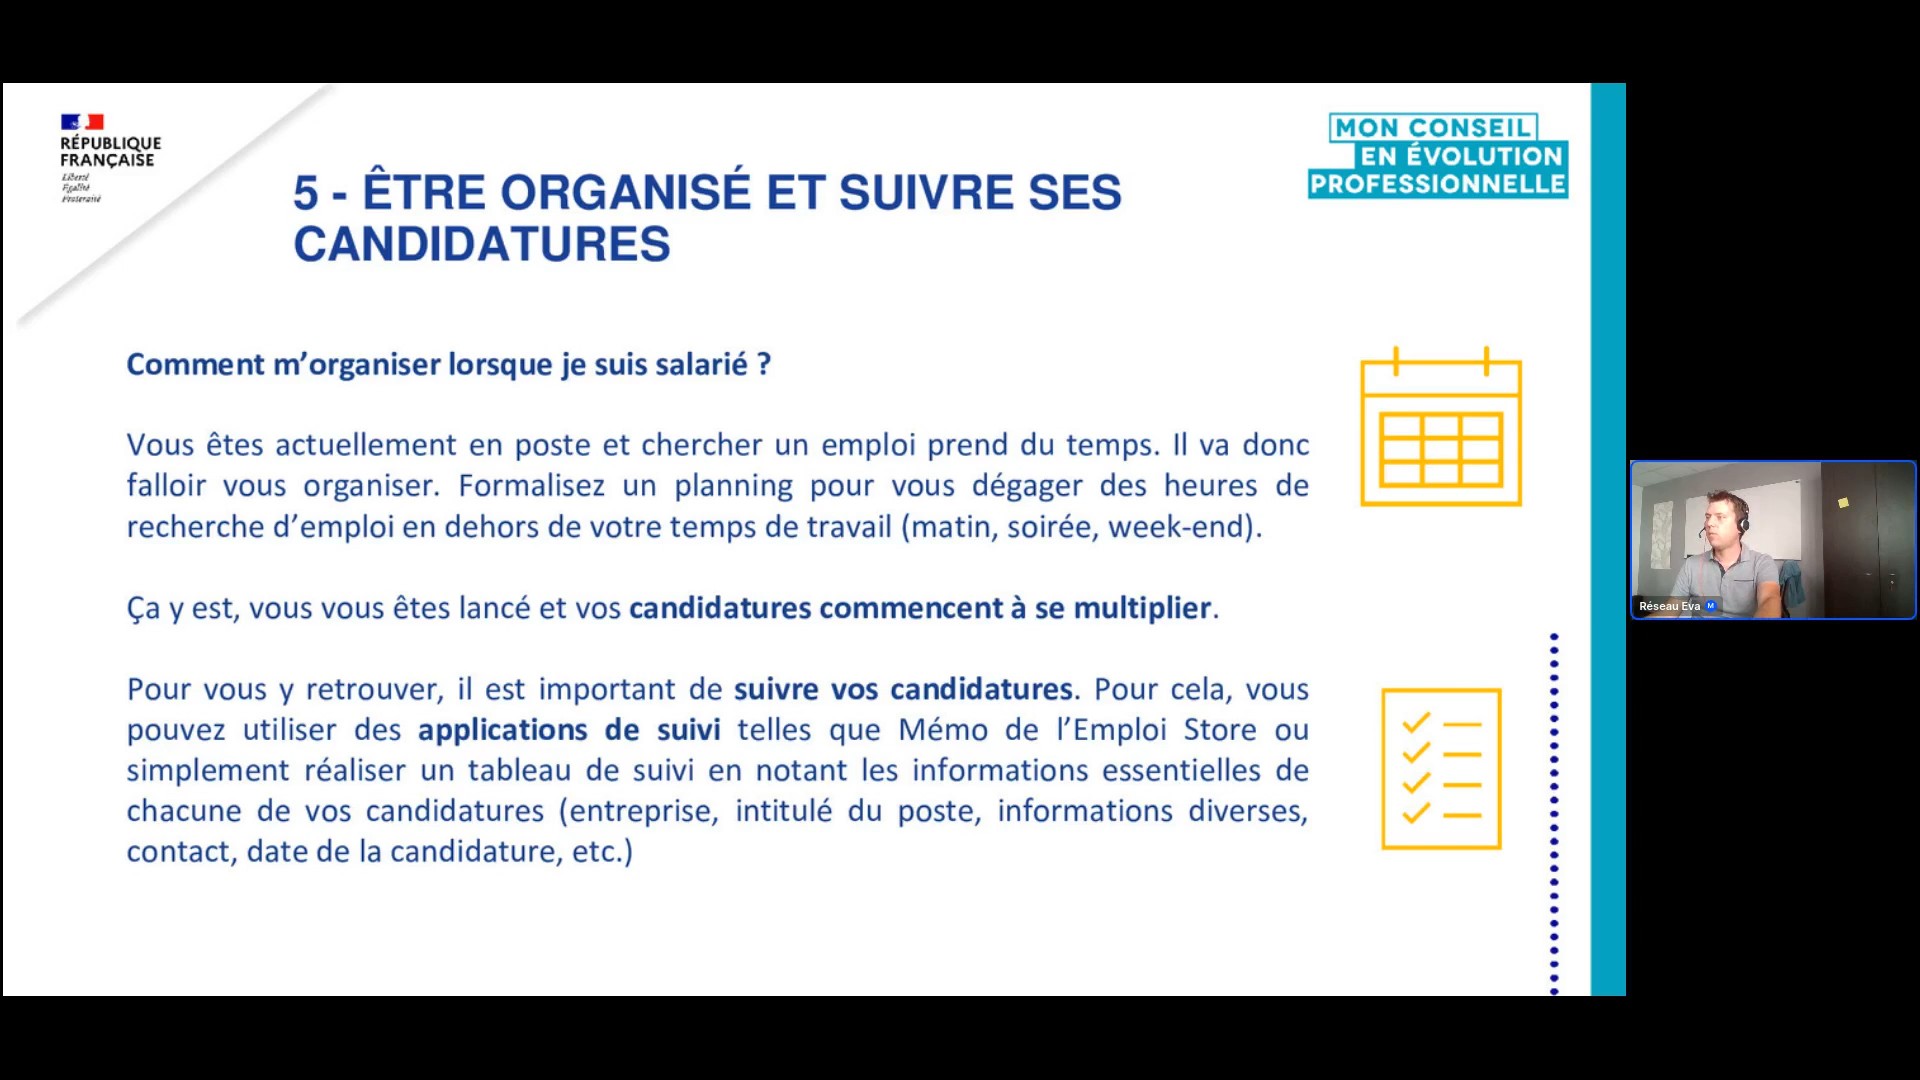 RÉPUBLIQUE
FRANÇAISE
Liberté
Égalité
Fraternité
MON CONSEIL
EN ÉVOLUTION
PROFESSIONNELLE
5 - ÊTRE ORGANISÉ ET SUIVRE SES
CANDIDATURES
Comment m’organiser lorsque je suis salarié ?
Vous êtes actuellement en poste et chercher un emploi prend du temps. Il va donc
falloir vous organiser. Formalisez un planning pour vous dégager des heures de
recherche d’emploi en dehors de votre temps de travail (matin, soirée, week-end).
Ça y est, vous vous êtes lancé et vos candidatures commencent à se multiplier.
Pour vous y retrouver, il est important de suivre vos candidatures. Pour cela, vous
pouvez utiliser des applications de suivi telles que Mémo de l’Emploi Store ou
simplement réaliser un tableau de suivi en notant les informations essentielles de
chacune de vos candidatures (entreprise, intitulé du poste, informations diverses,
contact, date de la candidature, etc.)
Réseau Eva M